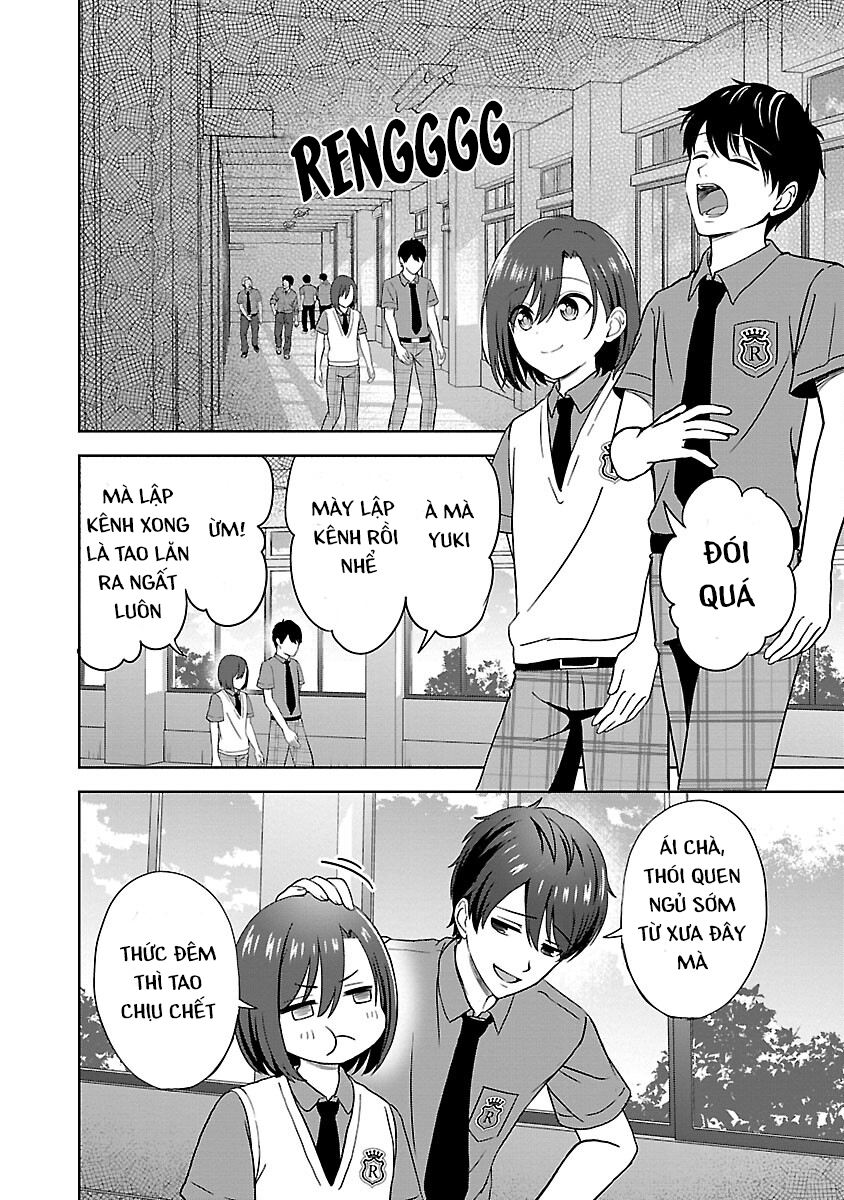 RENGGGG
ĐÓI
QUÁ
À MÀ
YUKI
MÀY LẬP
KÊNH RỒI
NHỂ
ỪM!
MÀ LẬP
KÊNH XONG
LÀ TAO LĂN
RA NGẤT
LUÔN
ÁI CHÀ,
THÓI QUEN
NGỦ SỚM
TỪ XƯA ĐÂY
MÀ
THỨC ĐÊM
THÌ TAO
CHỊU CHẾT
R
R
R